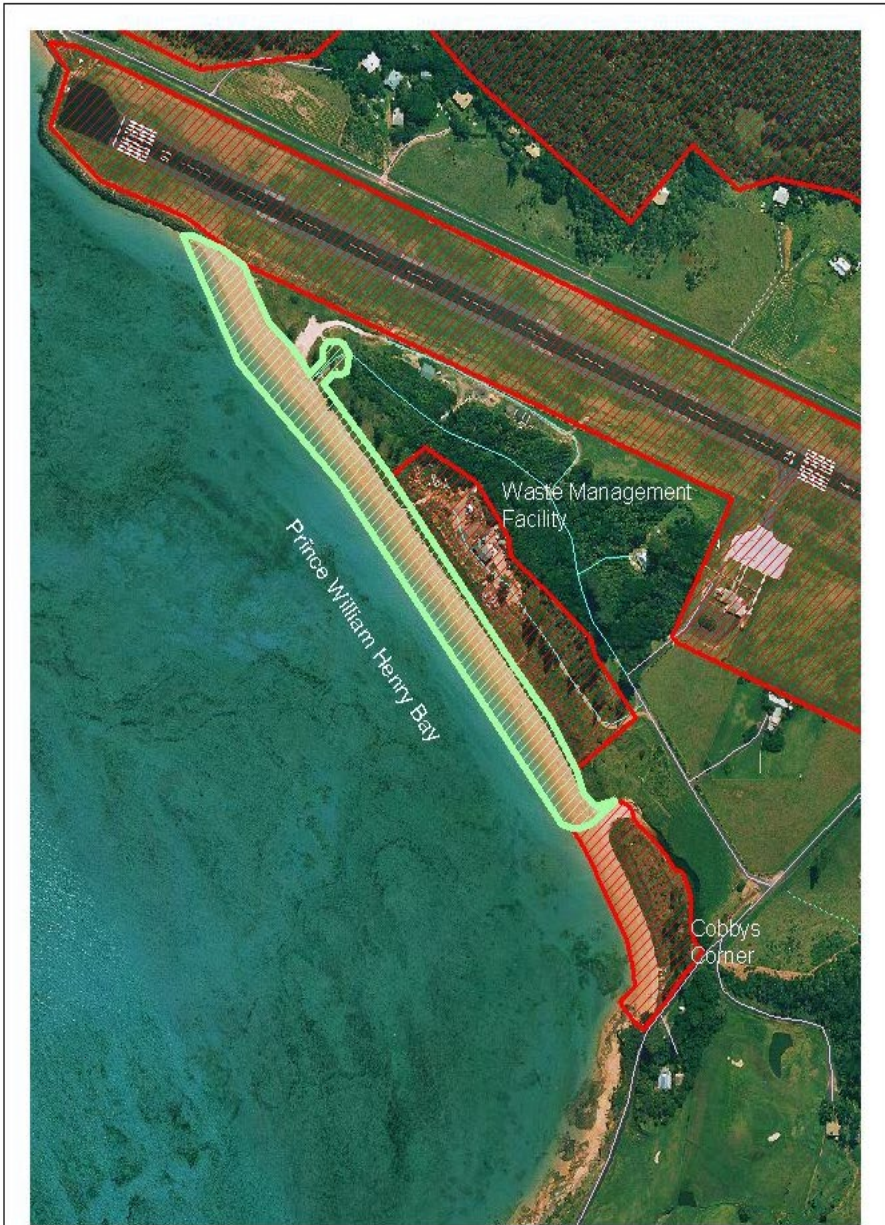 Waste Management
Facility
Prince William Henry Bay
Cobbys
Corner